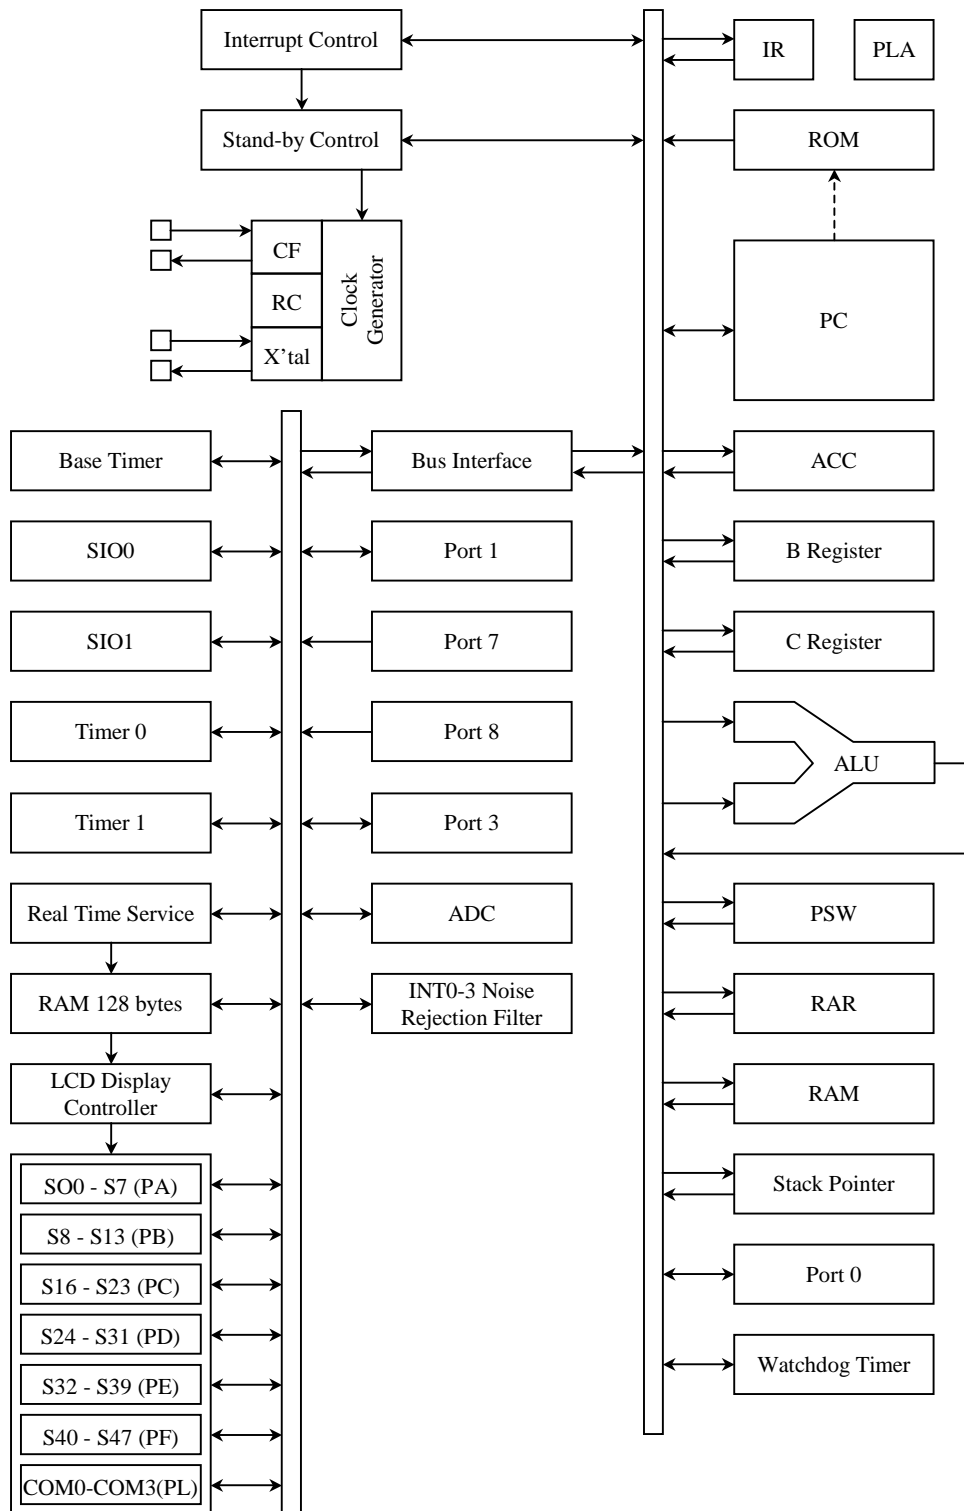 Interrupt Control
IR
PLA
Stand-by Control
ROM
CF
RC
X'tal
Clock
Generator
PC
Base Timer
Bus Interface
ACC
SIO0
Port 1
B Register
SIO1
Port 7
C Register
Timer 0
Port 8
ALU
Timer 1
Port 3
Real Time Service
ADC
PSW
RAM 128 bytes
INT0-3 Noise
Rejection Filter
RAR
LCD Display
Controller
RAM
SO0 - S7 (PA)
Stack Pointer
S8 - S13 (PB)
S16 - S23 (PC)
Port 0
S24 - S31 (PD)
S32 - S39 (PE)
Watchdog Timer
S40 - S47 (PF)
COM0-COM3(PL)